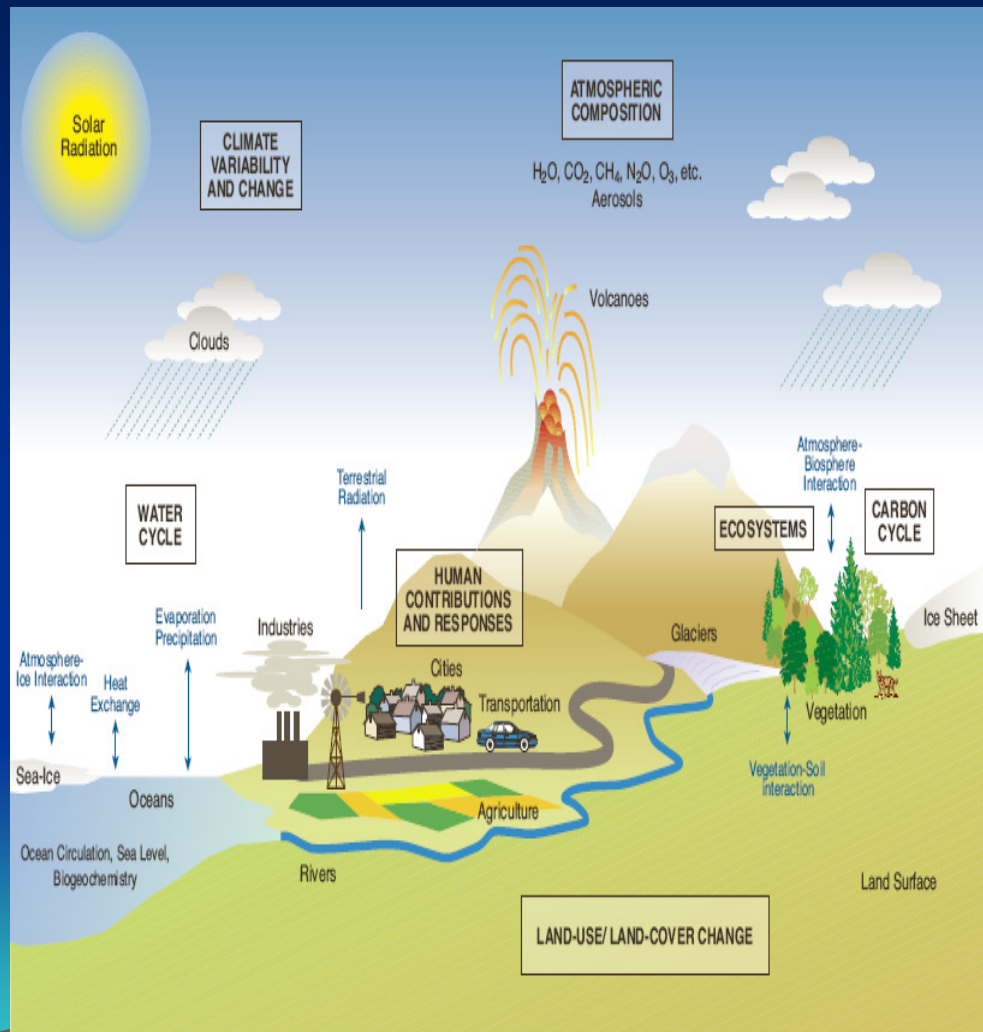 Solar
Radiation
CLIMATE
VARIABILITY
AND CHANGE
ATMOSPHERIC
COMPOSITION
H₂O, CO₂, CH₄, N₂O, O₃, etc.
Aerosols
Volcanoes
Clouds
Terrestrial
Radiation
Atmosphere-
Biosphere
Interaction
WATER
CYCLE
ECOSYSTEMS
CARBON
CYCLE
HUMAN
CONTRIBUTIONS
AND RESPONSES
Evaporation
Precipitation
Industries
Glaciers
Ice Sheet
Atmosphere-
Ice Interaction
Heat
Exchange
Cities
Transportation
Vegetation
Sea-Ice
Oceans
Agriculture
Vegetation-Soil
Interaction
Ocean Circulation, Sea Level,
Biogeochemistry
Rivers
Land Surface
LAND-USE/ LAND-COVER CHANGE